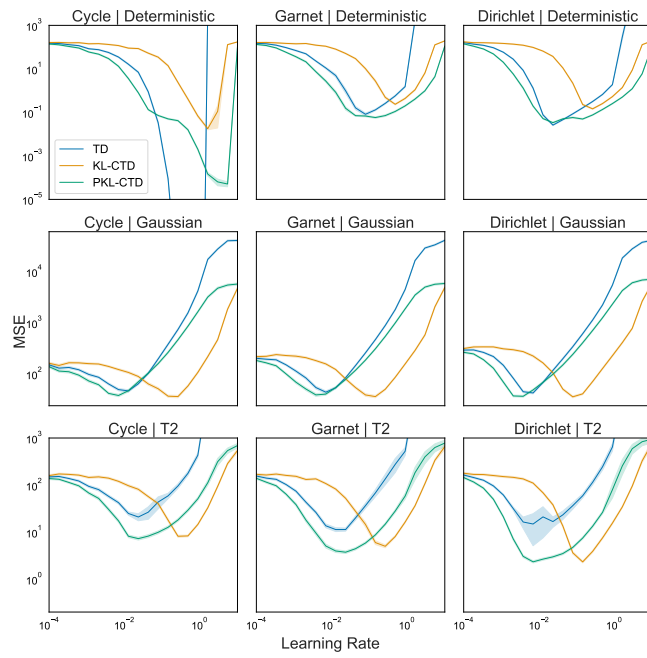 Cycle | Deterministic
Garnet | Deterministic
Dirichlet | Deterministic
10^3
10^1
10^−1
10^−3
10^−5
TD
KL-CTD
PKL-CTD
Cycle | Gaussian
Garnet | Gaussian
Dirichlet | Gaussian
10^4
10^3
10^2
MSE
Cycle | T2
Garnet | T2
Dirichlet | T2
10^3
10^2
10^1
10^0
10^−4 10^−2 10^0
10^−4 10^−2 10^0
10^−4 10^−2 10^0
Learning Rate